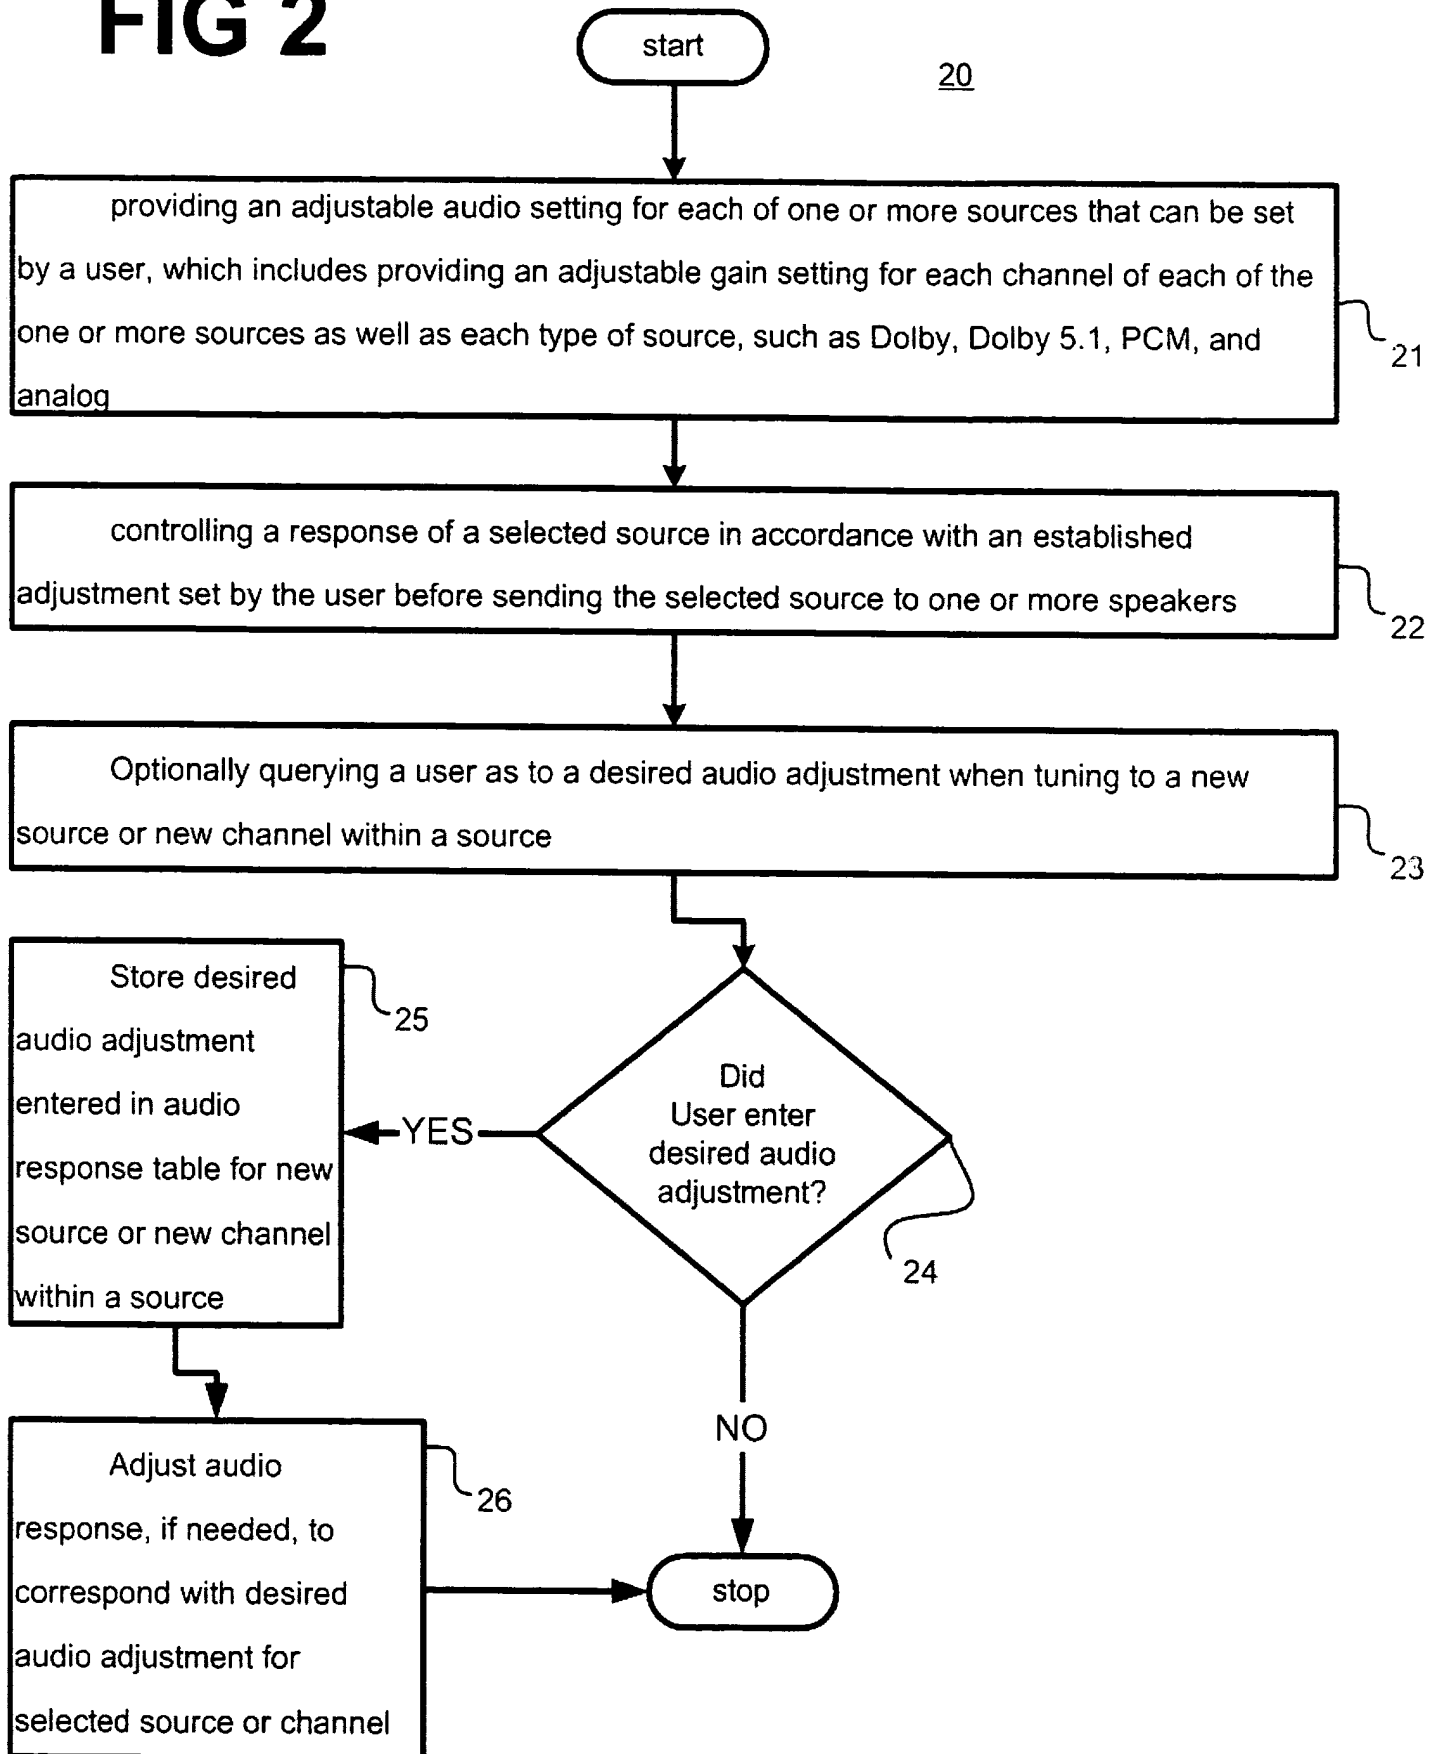 FIG 2
start
20
providing an adjustable audio setting for each of one or more sources that can be set
by a user, which includes providing an adjustable gain setting for each channel of each of the
one or more sources as well as each type of source, such as Dolby, Dolby 5.1, PCM, and
analog
21
controlling a response of a selected source in accordance with an established
adjustment set by the user before sending the selected source to one or more speakers
22
Optionally querying a user as to a desired audio adjustment when tuning to a new
source or new channel within a source
23
Store desired
audio adjustment
entered in audio
response table for new
source or new channel
within a source
25
YES
Did
User enter
desired audio
adjustment?
24
NO
Adjust audio
response, if needed, to
correspond with desired
audio adjustment for
selected source or channel
26
stop